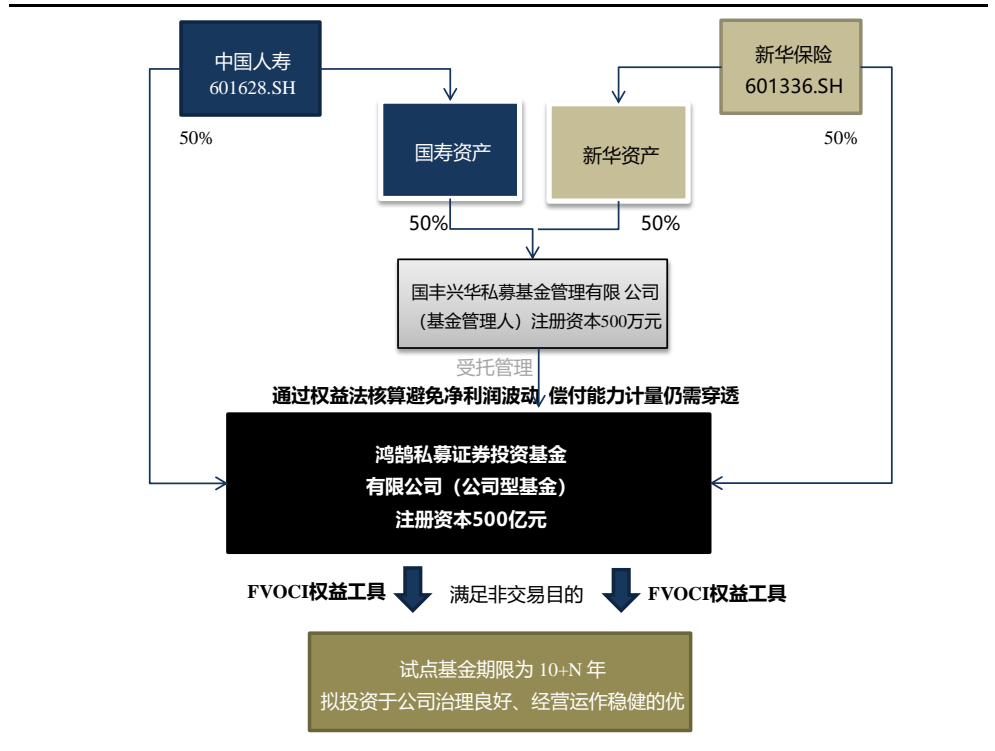 中国人寿
601628.SH
新华保险
601336.SH
50%
50%
国寿资产
新华资产
50%
50%
国丰兴华私募基金管理有限 公司
（基金管理人）注册资本500万元
受托管理
通过权益法核算避免净利润波动 偿付能力计量仍需穿透
鸿鹄私募证券投资基金
有限公司（公司型基金）
注册资本500亿元
FVOCI权益工具
满足非交易目的
FVOCI权益工具
试点基金期限为 10+N 年
拟投资于公司治理良好、经营运作稳健的优